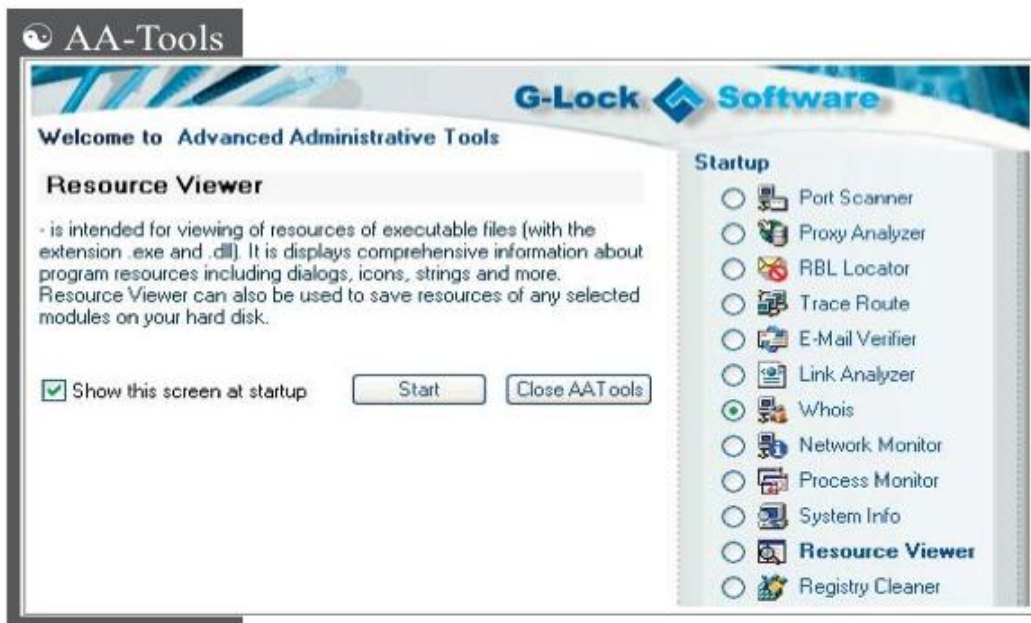 AA-Tools
G-Lock Software
Welcome to Advanced Administrative Tools
Resource Viewer
- is intended for viewing of resources of executable files (with the
extension .exe and .dll). It is displays comprehensive information about
program resources including dialogs, icons, strings and more.
Resource Viewer can also be used to save resources of any selected
modules on your hard disk.
Show this screen at startup
Start
Close AATools
Startup
Port Scanner
Proxy Analyzer
RBL Locator
Trace Route
E-Mail Verifier
Link Analyzer
Whois
Network Monitor
Process Monitor
System Info
Resource Viewer
Registry Cleaner